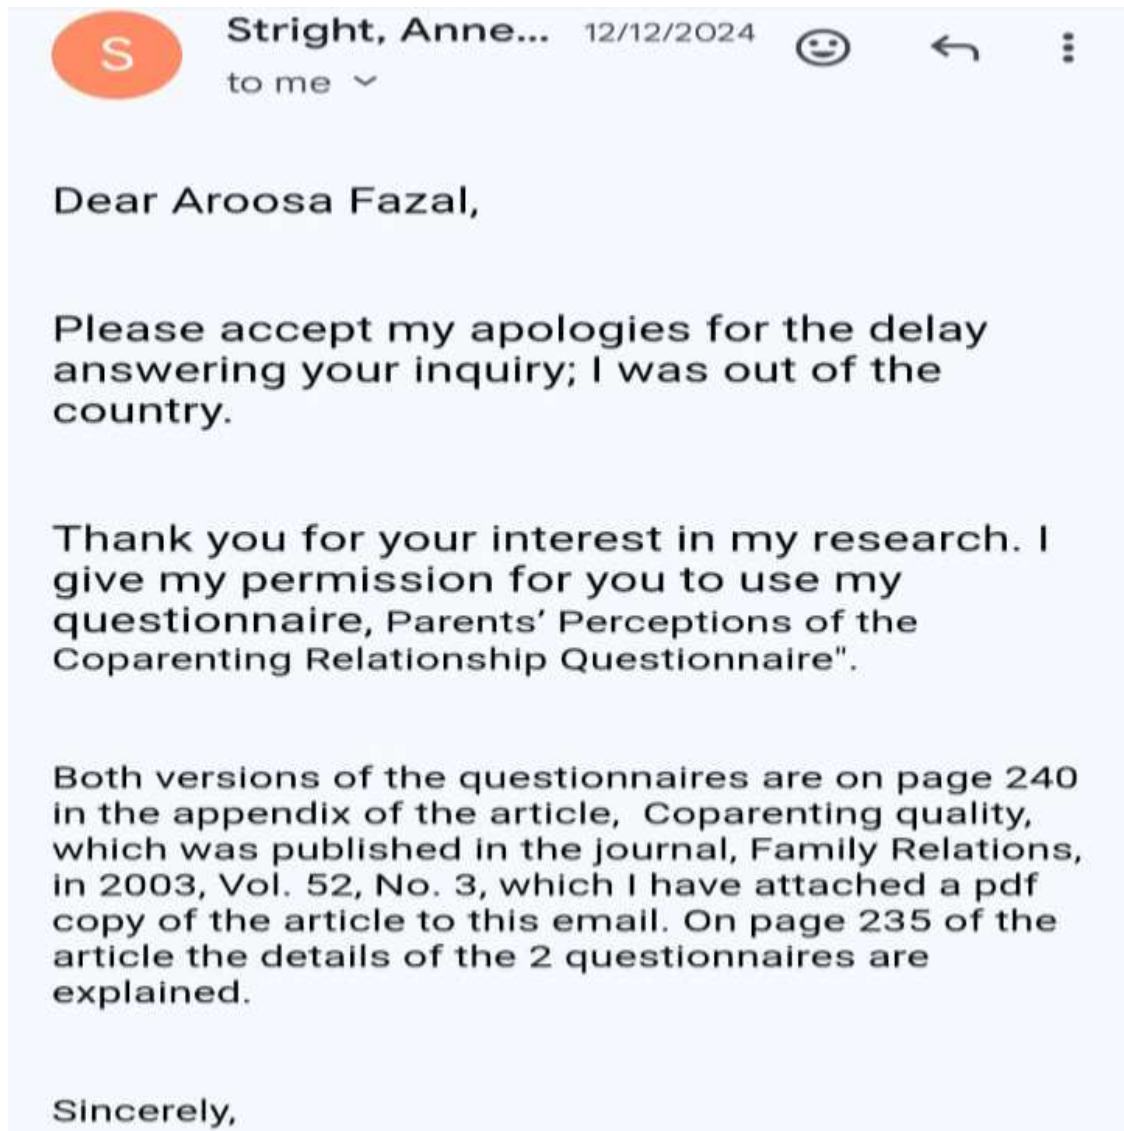 S
Stright, Anne... 12/12/2024
to me
Dear Aroosa Fazal,
Please accept my apologies for the delay
answering your inquiry; I was out of the
country.
Thank you for your interest in my research. I
give my permission for you to use my
questionnaire, Parents’ Perceptions of the
Coparenting Relationship Questionnaire".
Both versions of the questionnaires are on page 240
in the appendix of the article,  Coparenting quality,
which was published in the journal, Family Relations,
in 2003, Vol. 52, No. 3, which I have attached a pdf
copy of the article to this email. On page 235 of the
article the details of the 2 questionnaires are
explained.
Sincerely,